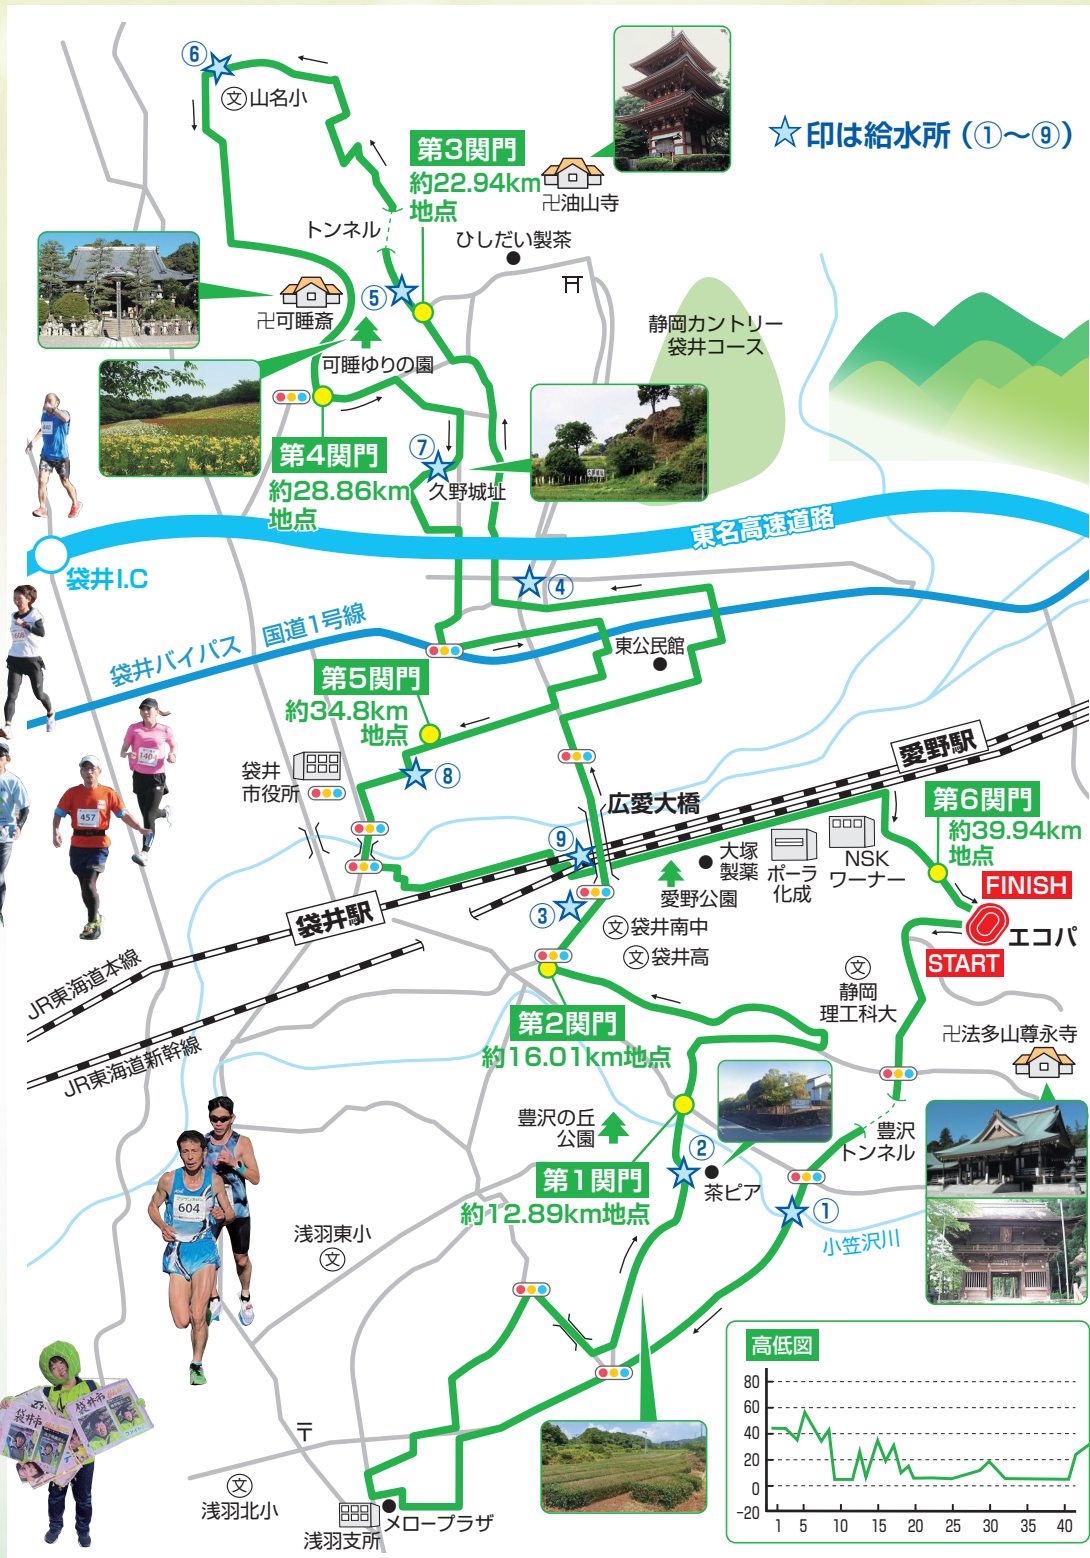 ⑥
文 山名小
第3関門
約22.94km
地点
卍油山寺
☆印は給水所（①～⑨）
トンネル
ひしだい製茶
⑤
卍可睡斎
可睡ゆりの園
静岡カントリー
袋井コース
第4関門
約28.86km
地点
⑦
久野城址
東名高速道路
袋井I.C
④
袋井バイパス 国道1号線
東公民館
第5関門
約34.8km
地点
袋井
市役所
⑧
愛野駅
広愛大橋
⑨
第6関門
約39.94km
地点
大塚
製薬
ポーラ
化成
NSK
ワーナー
愛野公園
FINISH
エコパ
START
袋井駅
③
文 袋井南中
文 袋井高
JR東海道本線
JR東海道新幹線
文
静岡
理工科大
第2関門
約16.01km地点
卍法多山尊永寺
豊沢の丘
公園
豊沢
トンネル
②
茶ピア
第1関門
約12.89km地点
①
小笠沢川
浅羽東小
文
〒
文
浅羽北小
浅羽支所
メロープラザ
442
608
1404
457
604
袋井市
袋井市
高低図
80
60
40
20
0
-20
1 5 10 15 20 25 30 35 40